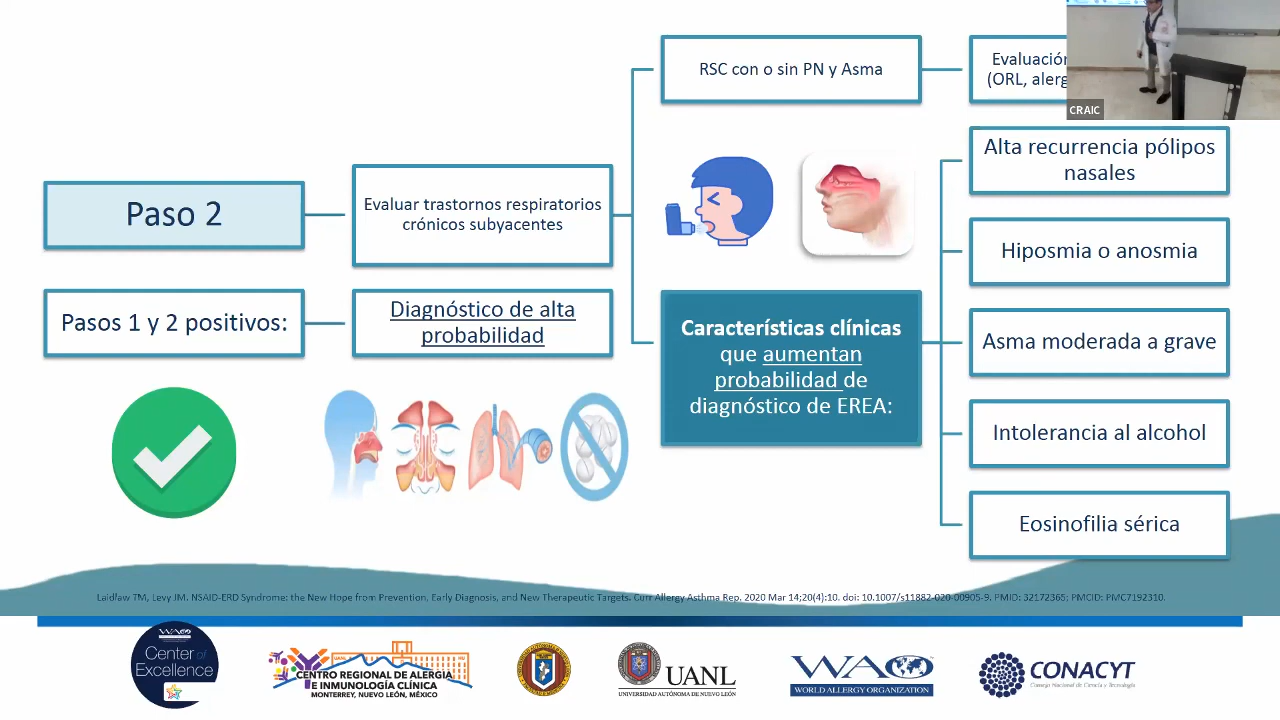 Paso 2
Evaluar trastornos respiratorios
crónicos subyacentes
RSC con o sin PN y Asma
Evaluación
(ORL,
CRAIC
Pasos 1 y 2 positivos:
Diagnóstico de alta
probabilidad
Características clínicas
que aumentan
probabilidad de
diagnóstico de EREA:
Alta recurrencia pólipos
nasales
Hiposmia o anosmia
Asma moderada a grave
Intolerancia al alcohol
Eosinofilia sérica
Laidlaw TM, Levy JM. NSAID-ERD Syndrome: the New Hope from Prevention, Early Diagnosis, and New Therapeutic Targets. Curr Allergy Asthma Rep. 2020 Mar 14;20(4):10. doi: 10.1007/s11882-020-00905-9. PMID: 32172365; PMCID: PMC7192310.
WAO
Center of
Excellence
CENTRO REGIONAL DE ALERGIA
E INMUNOLOGÍA CLÍNICA
MONTERREY, NUEVO LEÓN, MÉXICO
UANL
UNIVERSIDAD AUTÓNOMA DE NUEVO LEÓN
WAO
WORLD ALLERGY ORGANIZATION
CONACYT
Consejo Nacional de Ciencia y Tecnología